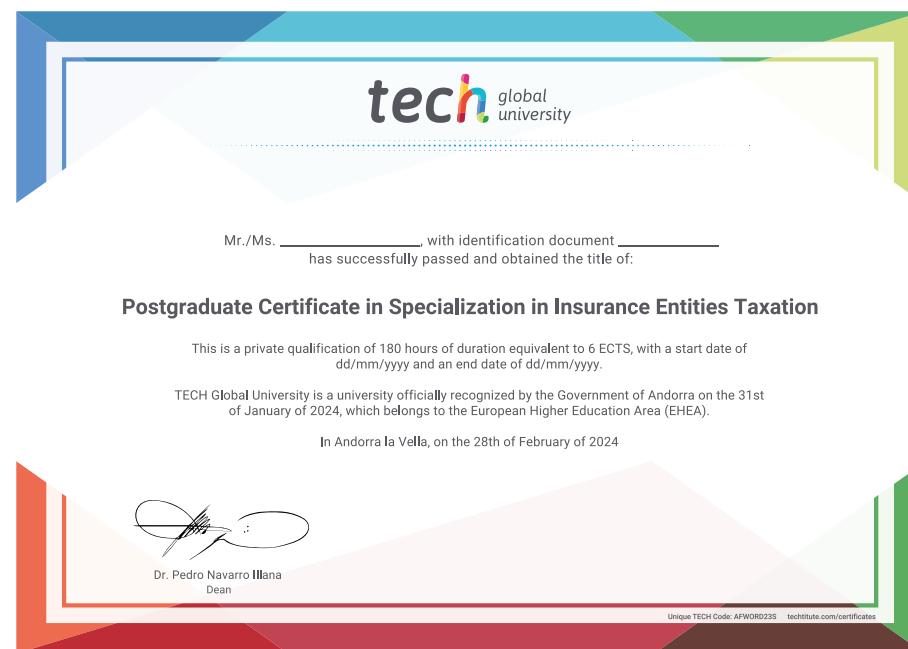 tech global university
Mr./Ms. ____________________, with identification document ______________
has successfully passed and obtained the title of:
Postgraduate Certificate in Specialization in Insurance Entities Taxation
This is a private qualification of 180 hours of duration equivalent to 6 ECTS, with a start date of
dd/mm/yyyy and an end date of dd/mm/yyyy.
TECH Global University is a university officially recognized by the Government of Andorra on the 31st
of January of 2024, which belongs to the European Higher Education Area (EHEA).
In Andorra la Vella, on the 28th of February of 2024
Dr. Pedro Navarro Illana
Dean
Unique TECH Code: AFWORD23S techtitute.com/certificates